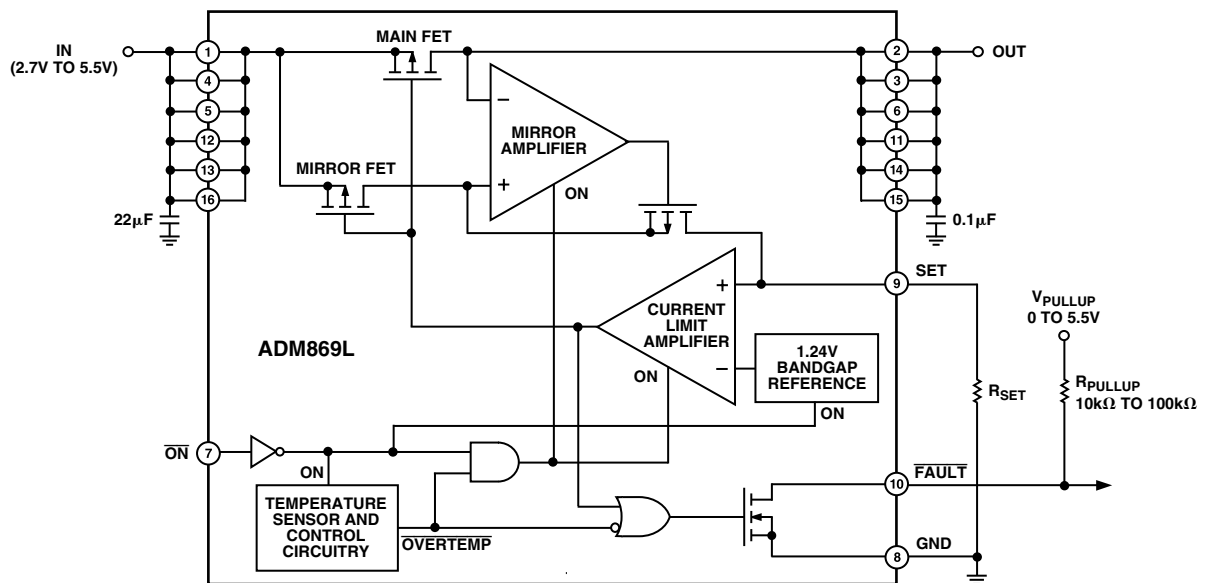 IN
(2.7V TO 5.5V)
1
4
5
12
13
16
22µF
MAIN FET
MIRROR FET
−
MIRROR
AMPLIFIER
+
ON
2
3
6
11
14
15
OUT
0.1µF
SET
9
+
CURRENT
LIMIT
AMPLIFIER
−
ON
1.24V
BANDGAP
REFERENCE
ON
ADM869L
VPULLUP
0 TO 5.5V
RSET
RPULLUP
10kΩ TO 100kΩ
ON
7
ON
TEMPERATURE
SENSOR AND
CONTROL
CIRCUITRY
OVERTEMP
FAULT
10
GND
8